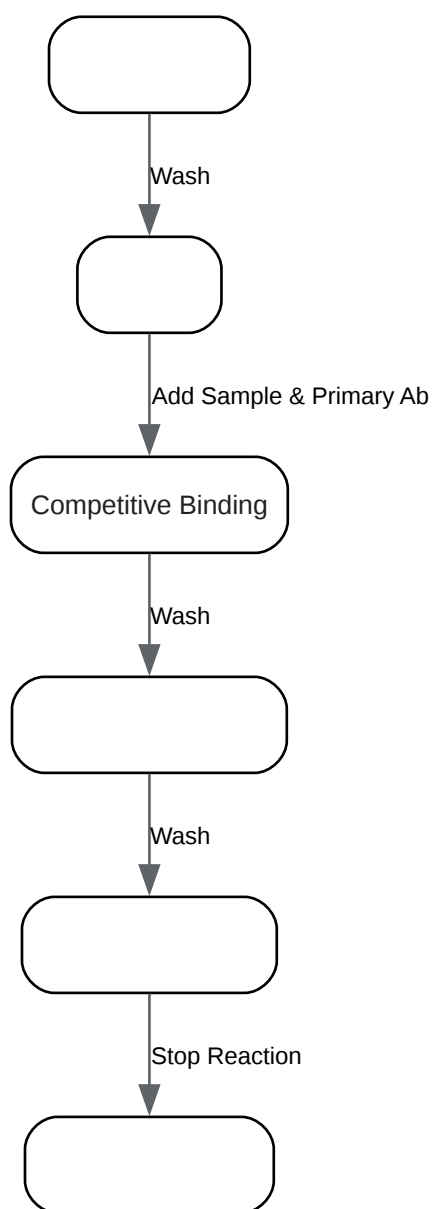 Wash
Add Sample & Primary Ab
Competitive Binding
Wash
Wash
Stop Reaction